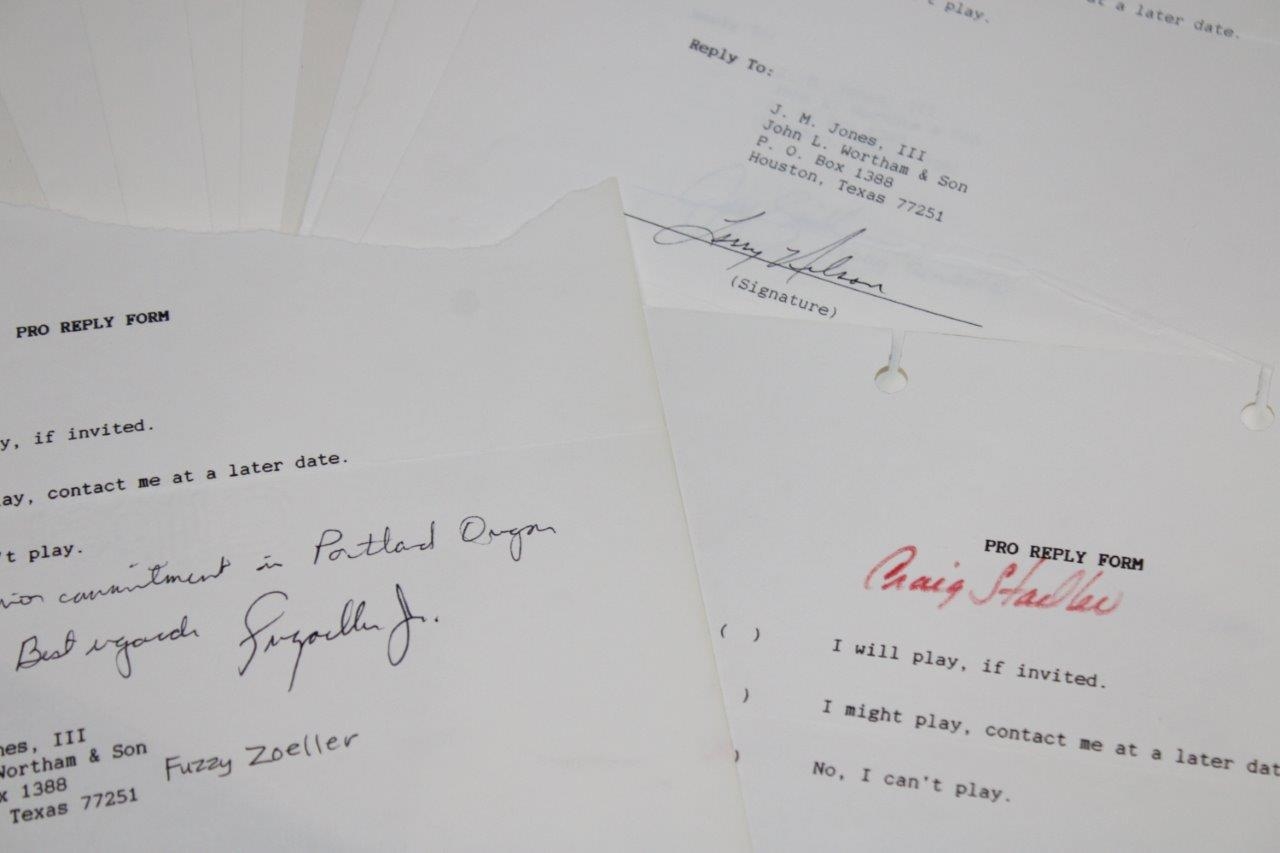 t play.
at a later date.
Reply To:
J. M. Jones, III
John L. Wortham & Son
P. O. Box 1388
Houston, Texas 77251
(Signature)
PRO REPLY FORM
y, if invited.
ay, contact me at a later date.
't play.
commitment in Portland Oregon
Best regards
Jr.
nes, III
Wortham & Son
x 1388
Texas 77251
Fuzzy Zoeller
PRO REPLY FORM
Craig Stadler
( ) I will play, if invited.
) I might play, contact me at a later dat
) No, I can't play.